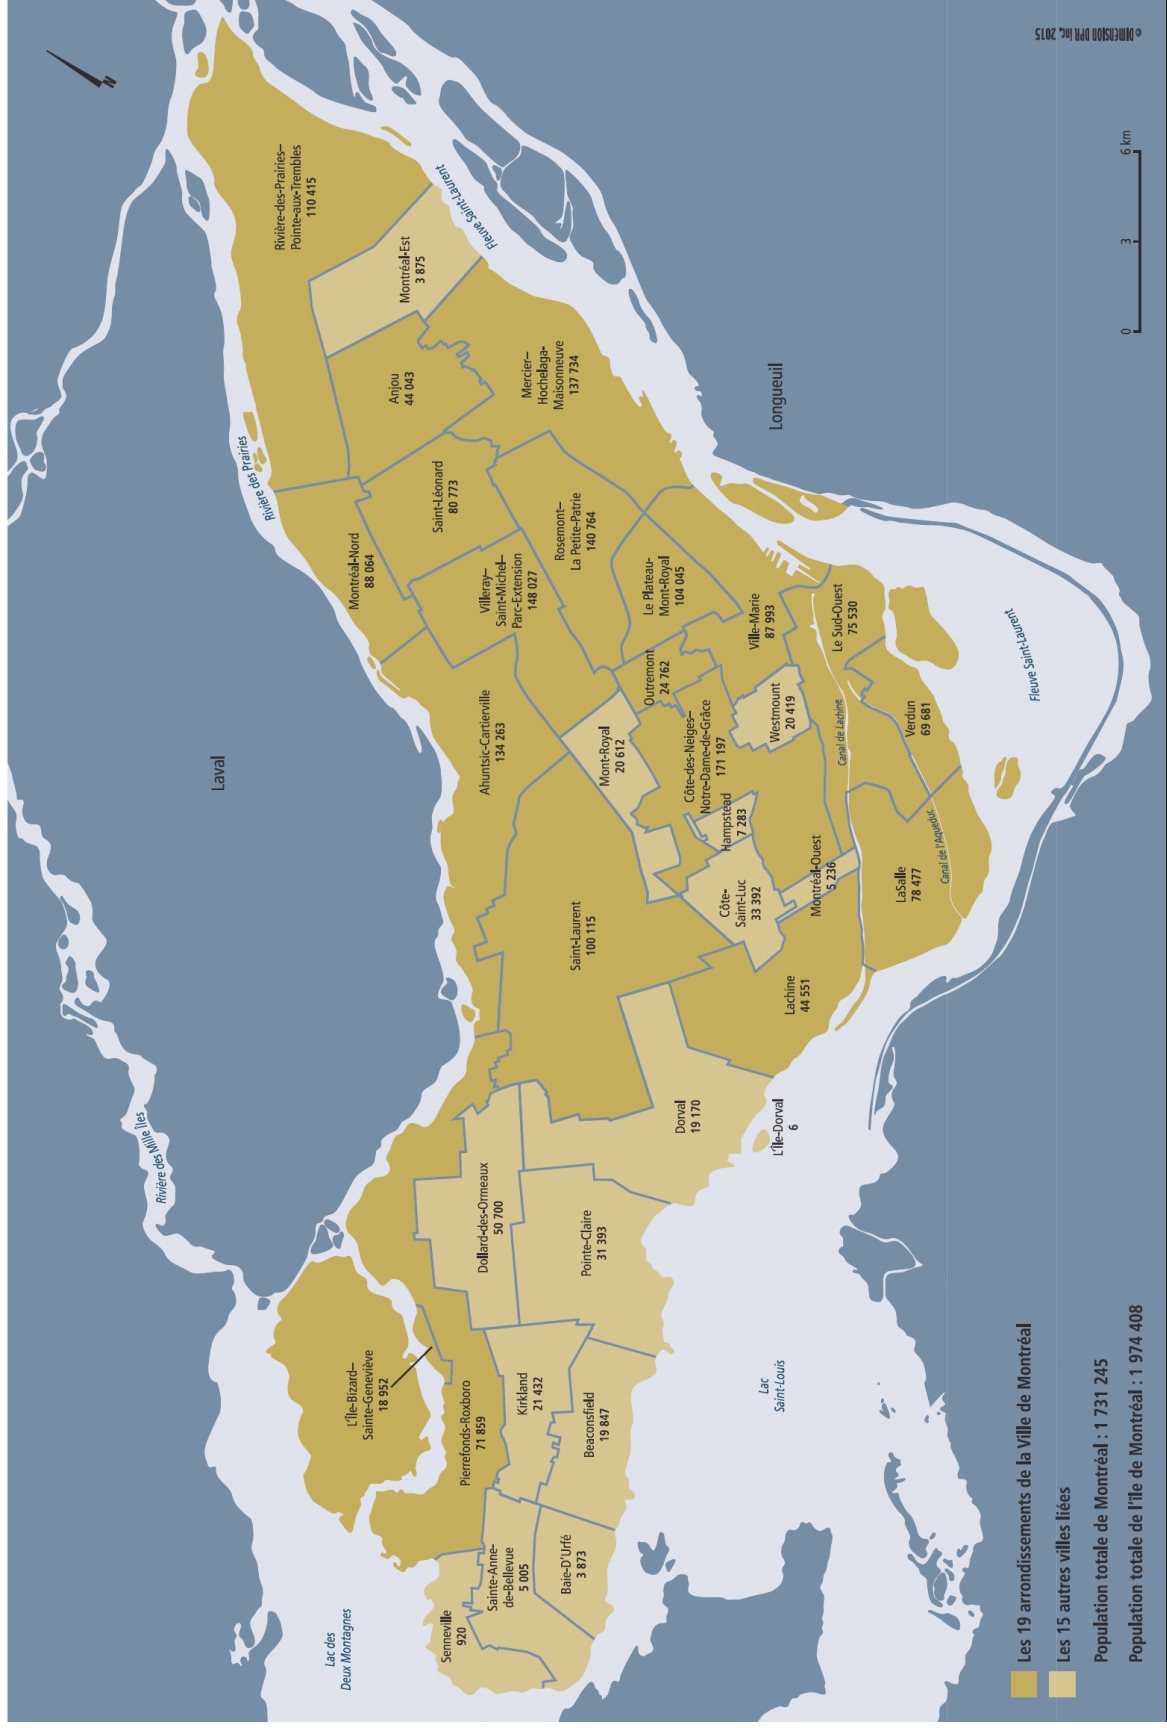 © DIMENSION DPR inc, 2015
N
Rivière-des-Prairies–
Pointe-aux-Trembles
110 415
Montréal-Est
3 875
Fleuve Saint-Laurent
Anjou
44 043
Mercier–
Hochelaga-
Maisonneuve
137 734
Rivière des Prairies
Longueuil
0
3
6 km
Montréal-Nord
88 064
Saint-Léonard
80 773
Villeray–
Saint-Michel–
Parc-Extension
148 027
Rosemont–
La Petite-Patrie
140 764
Le Plateau-
Mont-Royal
104 045
Ville-Marie
87 993
Le Sud-Ouest
75 530
Laval
Ahuntsic-Cartierville
134 263
Outremont
24 762
Mont-Royal
20 612
Côte-des-Neiges–
Notre-Dame-de-Grâce
171 197
Westmount
20 419
Canal de Lachine
Verdun
69 681
Fleuve Saint-Laurent
Hampstead
7 283
Côte-
Saint-Luc
33 392
Montréal-Ouest
5 236
LaSalle
78 477
Canal de l'Aqueduc
Saint-Laurent
100 115
Lachine
44 551
Rivière des Mille Îles
Dorval
19 170
L'Île-Dorval
6
Dollard-des-Ormeaux
50 700
Pointe-Claire
31 393
L'Île-Bizard–
Sainte-Geneviève
18 952
Pierrefonds-Roxboro
71 859
Kirkland
21 432
Beaconsfield
19 847
Lac
Saint-Louis
Lac des
Deux Montagnes
Senneville
920
Sainte-Anne-
de-Bellevue
5 005
Baie-D'Urfé
3 873
Les 19 arrondissements de la Ville de Montréal
Les 15 autres villes liées
Population totale de Montréal : 1 731 245
Population totale de l'île de Montréal : 1 974 408